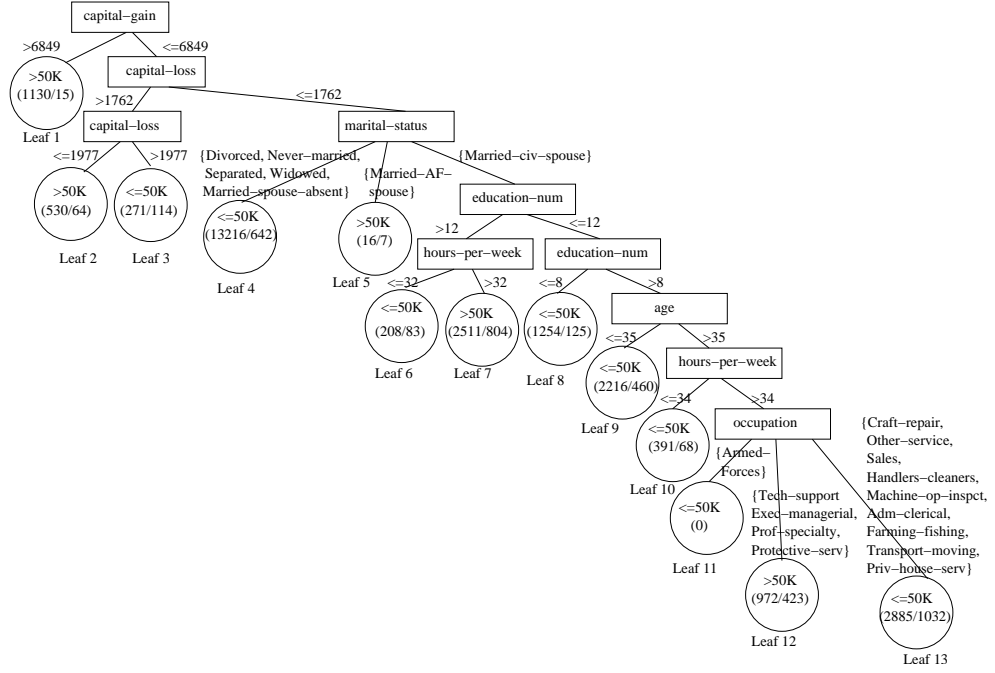 capital−gain
>6849
<=6849
>50K
(1130/15)
Leaf 1
capital−loss
>1762
<=1762
capital−loss
<=1977
>1977
>50K
(530/64)
Leaf 2
<=50K
(271/114)
Leaf 3
marital−status
{Divorced, Never−married,
Separated, Widowed,
Married−spouse−absent}
{Married−AF−
spouse}
{Married−civ−spouse}
<=50K
(13216/642)
Leaf 4
>50K
(16/7)
Leaf 5
education−num
>12
<=12
hours−per−week
<=32
>32
<=50K
(208/83)
Leaf 6
>50K
(2511/804)
Leaf 7
education−num
<=8
>8
<=50K
(1254/125)
Leaf 8
age
<=35
>35
<=50K
(2216/460)
Leaf 9
hours−per−week
<=34
>34
<=50K
(391/68)
Leaf 10
occupation
{Armed−
Forces}
<=50K
(0)
Leaf 11
{Tech−support
Exec−managerial,
Prof−specialty,
Protective−serv}
>50K
(972/423)
Leaf 12
{Craft−repair,
Other−service,
Sales,
Handlers−cleaners,
Machine−op−inspct,
Adm−clerical,
Farming−fishing,
Transport−moving,
Priv−house−serv}
<=50K
(2885/1032)
Leaf 13